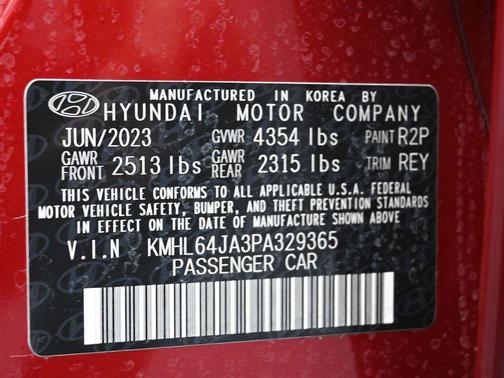 MANUFACTURED IN KOREA BY
HYUNDAI MOTOR COMPANY
JUN/2023 GVWR 4354 lbs PAINT R2P
GAWR FRONT 2513 lbs GAWR REAR 2315 lbs TRIM REY
THIS VEHICLE CONFORMS TO ALL APPLICABLE U.S.A. FEDERAL
MOTOR VEHICLE SAFETY, BUMPER, AND THEFT PREVENTION STANDARDS
IN EFFECT ON THE DATE OF MANUFACTURE SHOWN ABOVE
V.I.N KMHL64JA3PA329365
PASSENGER CAR